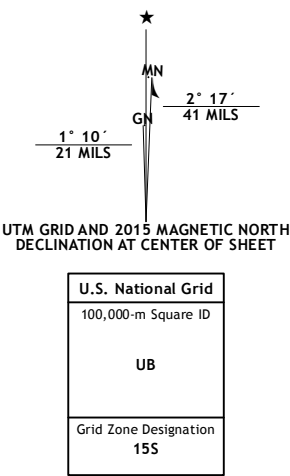 MN
GN
2° 17´
41 MILS
1° 10´
21 MILS
UTM GRID AND 2015 MAGNETIC NORTH
DECLINATION AT CENTER OF SHEET
U.S. National Grid
100,000-m Square ID
UB
Grid Zone Designation
15S